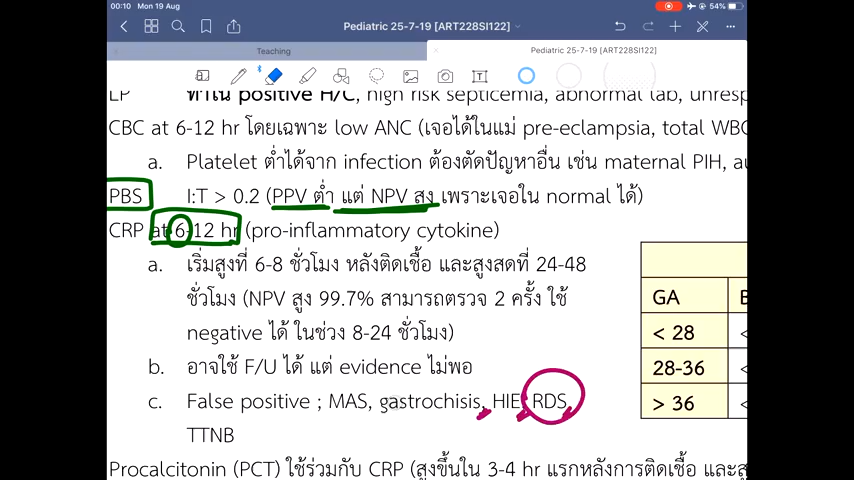 00:10 Mon 19 Aug
54%
Pediatric 25-7-19 [ART228SI122]
Teaching
Pediatric 25-7-19 [ART228SI122]
LP ทำใน positive H/C, high risk septicemia, abnormal lab, unresp
CBC at 6-12 hr โดยเฉพาะ low ANC (เจอได้ในแม่ pre-eclampsia, total WBC
a. Platelet ต่ำได้จาก infection ต้องตัดปัญหาอื่น เช่น maternal PIH, au
PBS I:T > 0.2 (PPV ต่ำ แต่ NPV สูง เพราะเจอใน normal ได้)
CRP at 6-12 hr (pro-inflammatory cytokine)
a. เริ่มสูงที่ 6-8 ชั่วโมง หลังติดเชื้อ และสูงสดที่ 24-48
ชั่วโมง (NPV สูง 99.7% สามารถตรวจ 2 ครั้ง ใช้
negative ได้ ในช่วง 8-24 ชั่วโมง)
b. อาจใช้ F/U ได้ แต่ evidence ไม่พอ
c. False positive ; MAS, gastrochisis, HIE, RDS,
TTNB
GA
< 28 <
28-36 <
> 36 <
Procalcitonin (PCT) ใช้ร่วมกับ CRP (สูงขึ้นใน 3-4 hr แรกหลังการติดเชื้อ และสู